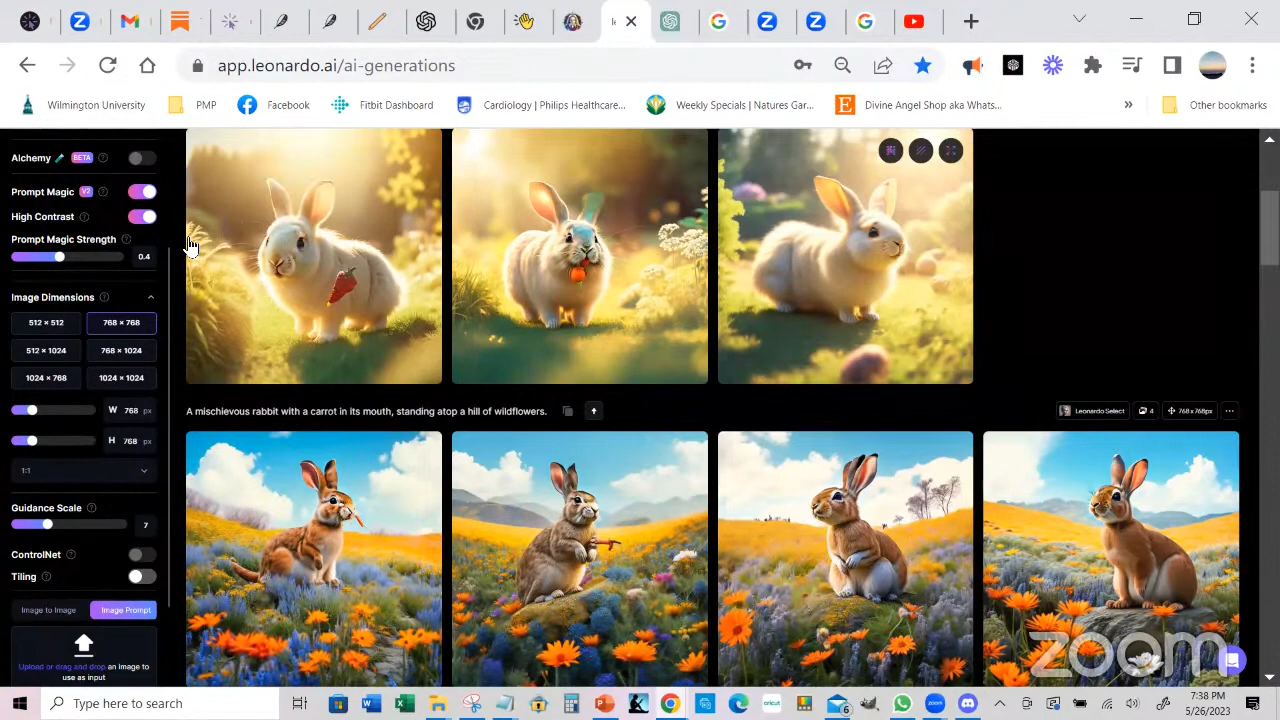 app.leonardo.ai/ai-generations
Wilmington University
PMP
Facebook
Fitbit Dashboard
Cardiology | Philips Healthcare...
Weekly Specials | Natures Gar...
Divine Angel Shop aka Whats...
»
Other bookmarks
Alchemy BETA
Prompt Magic V2
High Contrast
Prompt Magic Strength
0.4
Image Dimensions
512 × 512
768 × 768
512 × 1024
768 × 1024
1024 × 768
1024 × 1024
W 768 px
H 768 px
1:1
Guidance Scale
7
ControlNet
Tiling
Image to Image
Image Prompt
Upload or drag and drop an image to
use as input
A mischievous rabbit with a carrot in its mouth, standing atop a hill of wildflowers.
Leonardo Select
4
768 x 768px
zoom
Type here to search
7:38 PM
5/26/2023